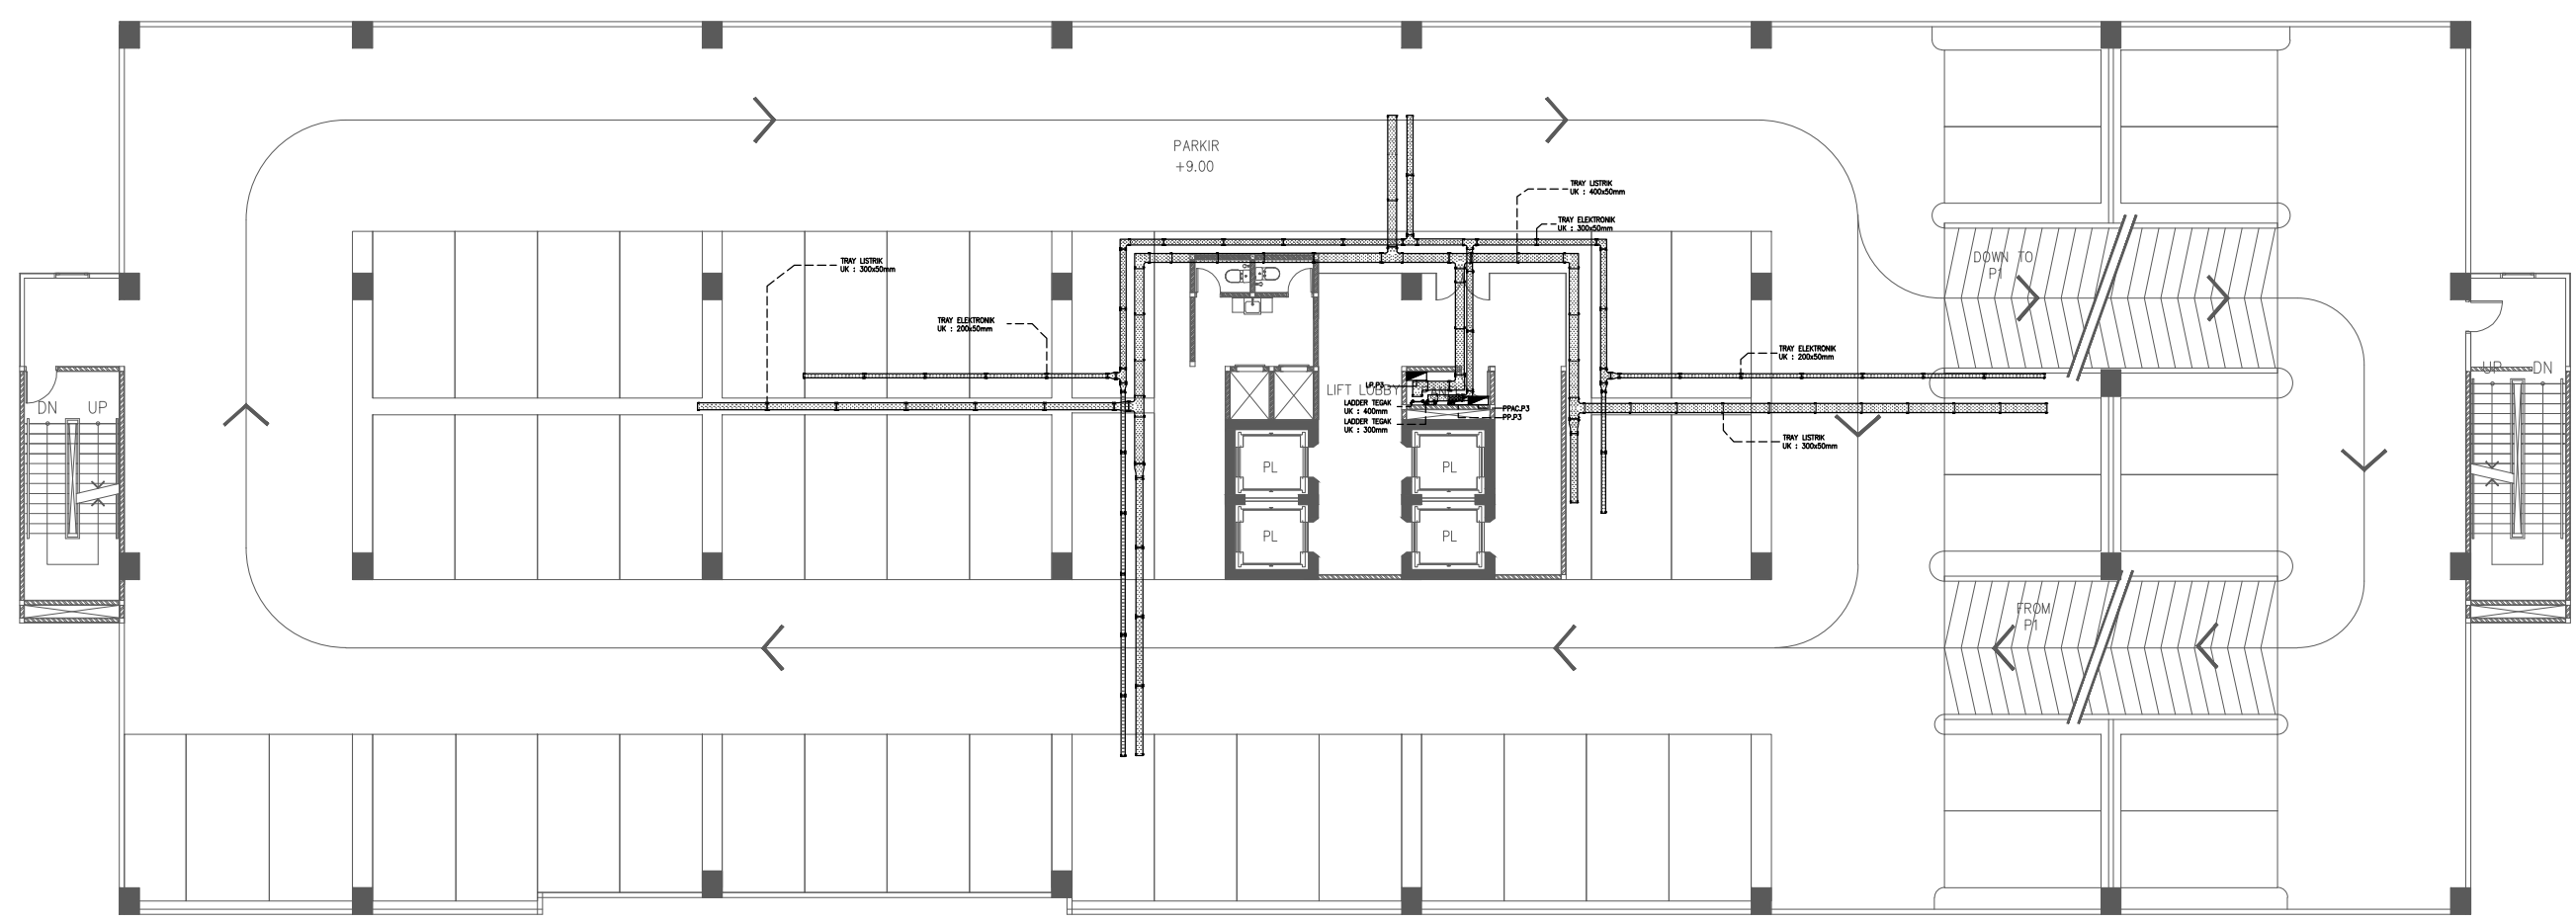 PARKIR
+9.00
TRAY LISTRIK
UK : 400x50mm
TRAY ELEKTRONIK
UK : 300x50mm
TRAY LISTRIK
UK : 300x50mm
DOWN TO
P1
TRAY ELEKTRONIK
UK : 200x50mm
TRAY ELEKTRONIK
UK : 200x50mm
UP DN
LP.P3
LIFT LOBBY
LADDER TEGAK
UK : 400mm
PPAC.P3
PP.P3
LADDER TEGAK
UK : 300mm
DN UP
TRAY LISTRIK
UK : 300x50mm
PL
PL
PL
PL
FROM
P1